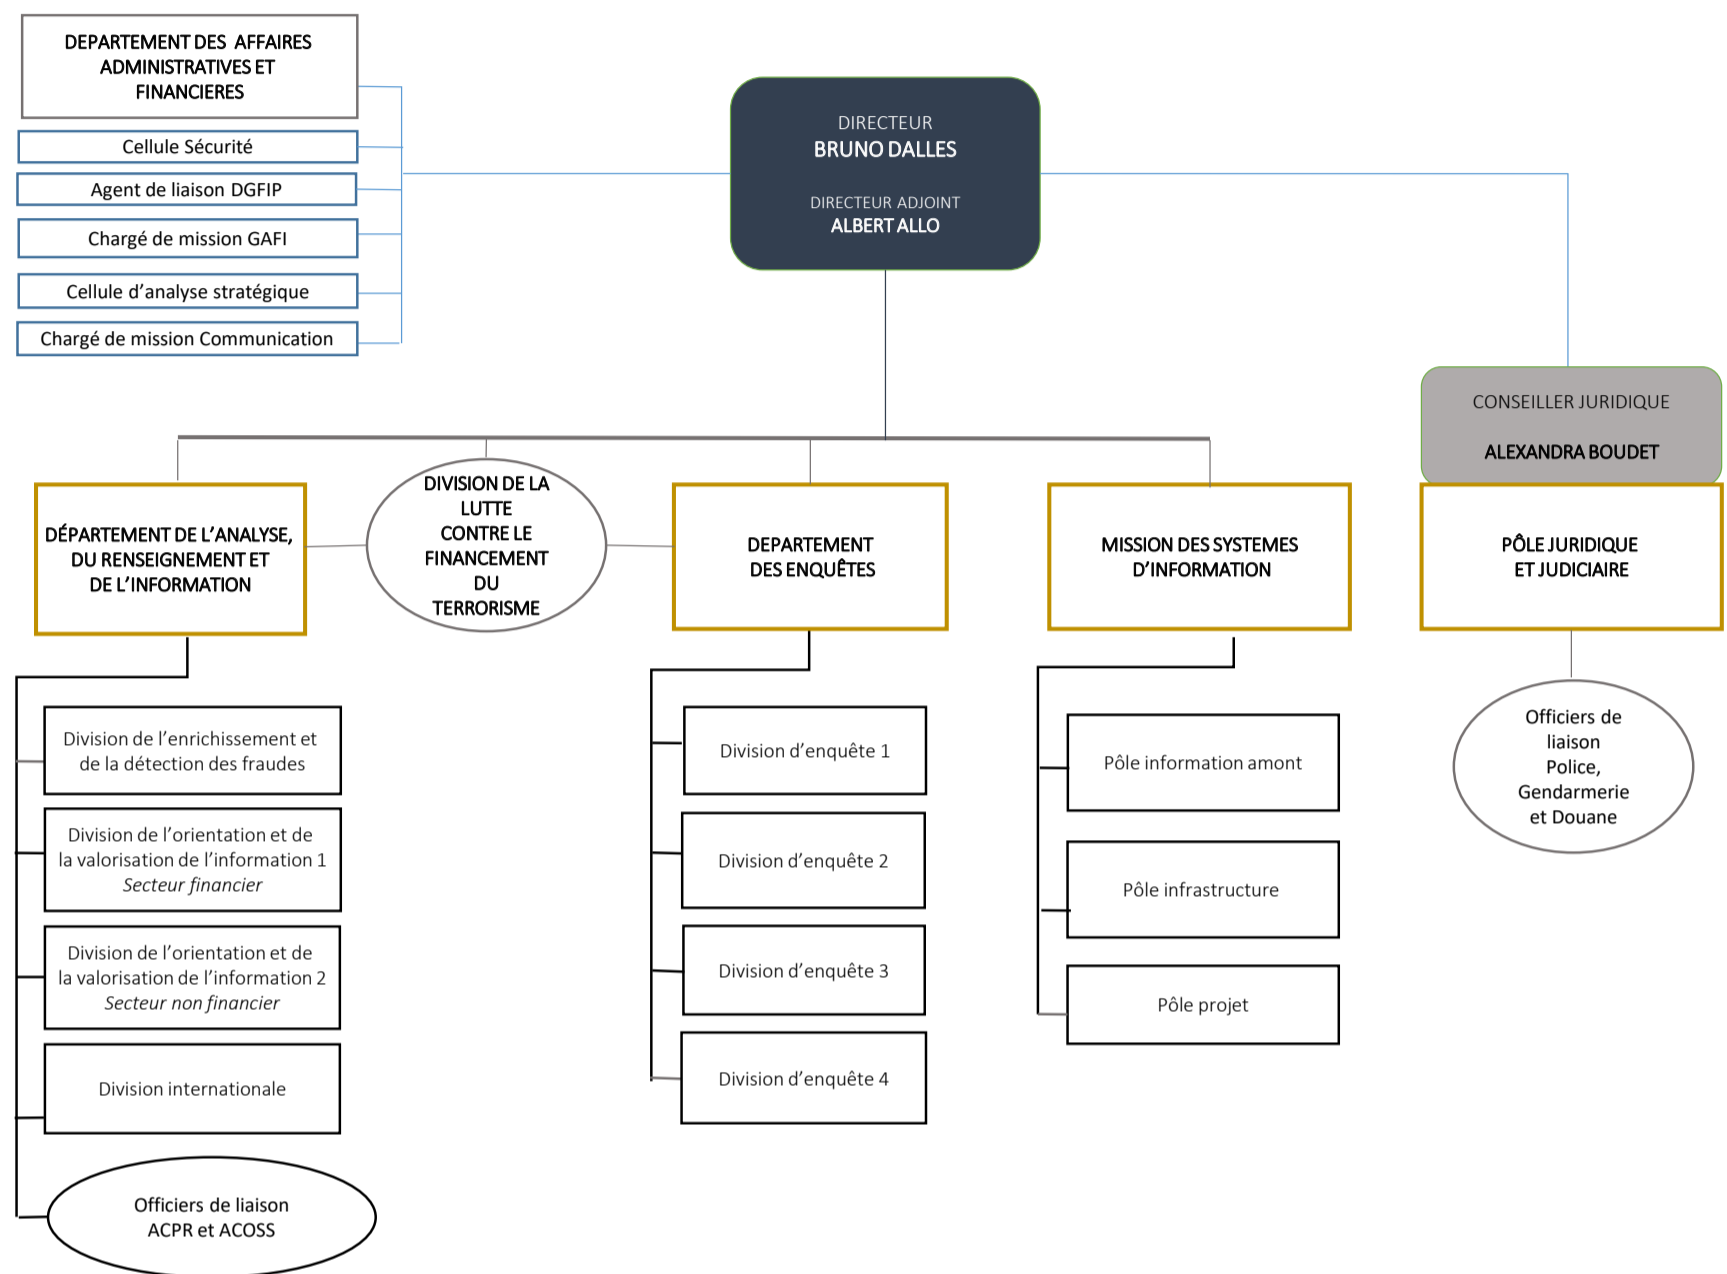 DEPARTEMENT DES AFFAIRES
ADMINISTRATIVES ET
FINANCIERES
Cellule Sécurité
Agent de liaison DGFIP
Chargé de mission GAFI
Cellule d’analyse stratégique
Chargé de mission Communication
DIRECTEUR
BRUNO DALLES
DIRECTEUR ADJOINT
ALBERT ALLO
CONSEILLER JURIDIQUE
ALEXANDRA BOUDET
DÉPARTEMENT DE L’ANALYSE,
DU RENSEIGNEMENT ET
DE L’INFORMATION
DIVISION DE LA
LUTTE
CONTRE LE
FINANCEMENT
DU
TERRORISME
DEPARTEMENT
DES ENQUÊTES
MISSION DES SYSTEMES
D’INFORMATION
PÔLE JURIDIQUE
ET JUDICIAIRE
Division de l’enrichissement et
de la détection des fraudes
Division de l’orientation et de
la valorisation de l’information 1
Secteur financier
Division de l’orientation et de
la valorisation de l’information 2
Secteur non financier
Division internationale
Officiers de liaison
ACPR et ACOSS
Division d’enquête 1
Division d’enquête 2
Division d’enquête 3
Division d’enquête 4
Pôle information amont
Pôle infrastructure
Pôle projet
Officiers de
liaison
Police,
Gendarmerie
et Douane